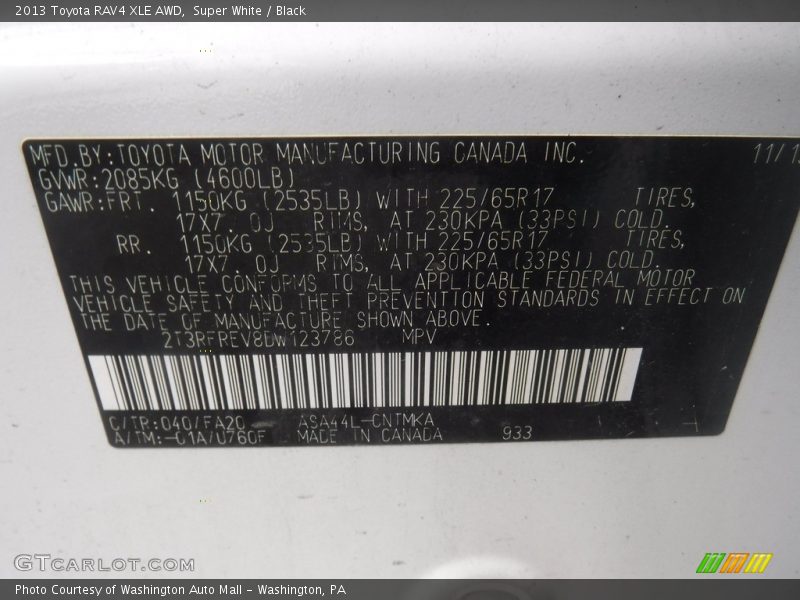 2013 Toyota RAV4 XLE AWD, Super White / Black
MFD.BY:TOYOTA MOTOR MANUFACTURING CANADA INC. 11/1
GVWR:2085KG (4600LB)
GAWR:FRT. 1150KG (2535LB) WITH 225/65R17 TIRES,
17X7.0J RIMS, AT 230KPA (33PSI) COLD.
RR. 1150KG (2535LB) WITH 225/65R17 TIRES,
17X7.0J RIMS, AT 230KPA (33PSI) COLD.
THIS VEHICLE CONFORMS TO ALL APPLICABLE FEDERAL MOTOR
VEHICLE SAFETY AND THEFT PREVENTION STANDARDS IN EFFECT ON
THE DATE OF MANUFACTURE SHOWN ABOVE.
2T3RFREV8DW123786 MPV
C/TR:040/FA20 ASA44L-CNTMKA
A/TM:-01A/U760F MADE IN CANADA 933
GTCARLOT.COM
Photo Courtesy of Washington Auto Mall - Washington, PA